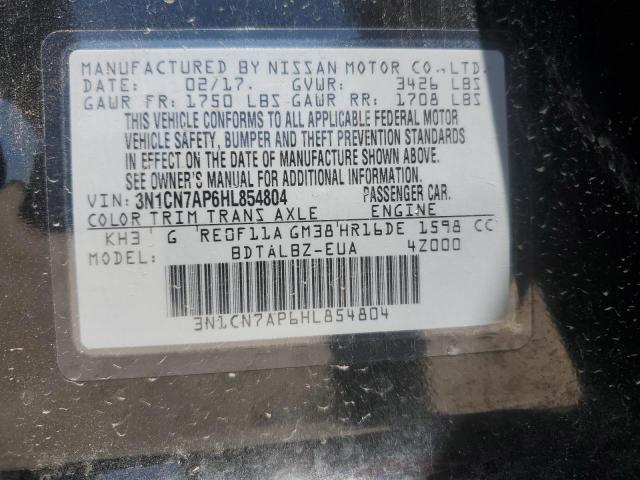 MANUFACTURED BY NISSAN MOTOR CO.,LTD.
DATE: 02/17. GVWR: 3426 LBS
GAWR FR: 1750 LBS GAWR RR: 1708 LBS
THIS VEHICLE CONFORMS TO ALL APPLICABLE FEDERAL MOTOR
VEHICLE SAFETY, BUMPER AND THEFT PREVENTION STANDARDS
IN EFFECT ON THE DATE OF MANUFACTURE SHOWN ABOVE.
SEE OWNER'S MANUAL FOR ADDITIONAL INFORMATION.
VIN: 3N1CN7AP6HL854804 PASSENGER CAR.
COLOR TRIM TRANS AXLE ENGINE
KH3 G RE0F11A GM38 HR16DE 1598 CC
MODEL: BDTALBZ-EUA 4Z000
3N1CN7AP6HL854804